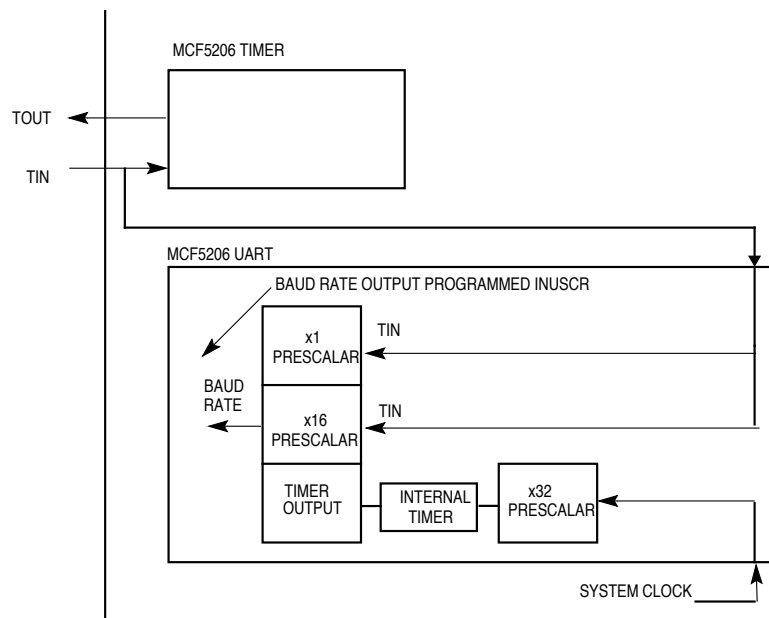 MCF5206 TIMER
TOUT
TIN
MCF5206 UART
BAUD RATE OUTPUT PROGRAMMED INUSCR
x1
PRESCALAR
TIN
BAUD
RATE
x16
PRESCALAR
TIN
TIMER
OUTPUT
INTERNAL
TIMER
x32
PRESCALAR
SYSTEM CLOCK